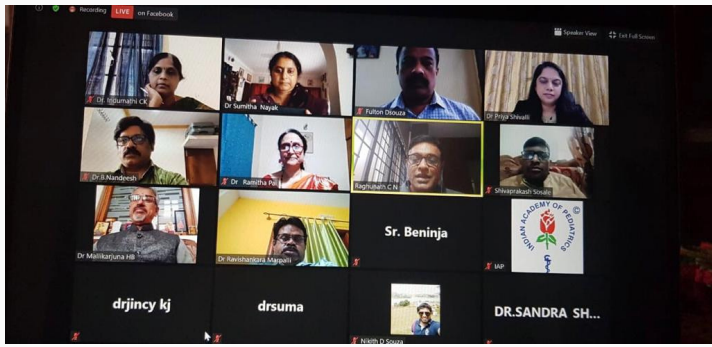 Recording LIVE on Facebook
Speaker View Exit Full Screen
Dr. Indumathi CK
Dr Sumitha Nayak
Fulton Dsouza
Dr Priya Shivalli
Dr.B.Nandeesh
Dr Ramitha Pai
Raghunath C N
Shivaprakash Sosale
Dr Mallikarjuna HB
Dr Ravishankara Marpalli
Sr. Beninja
INDIAN ACADEMY OF PEDIATRICS ©
IAP
drjincy kj
drsuma
Nikith D Souza
DR.SANDRA SH...